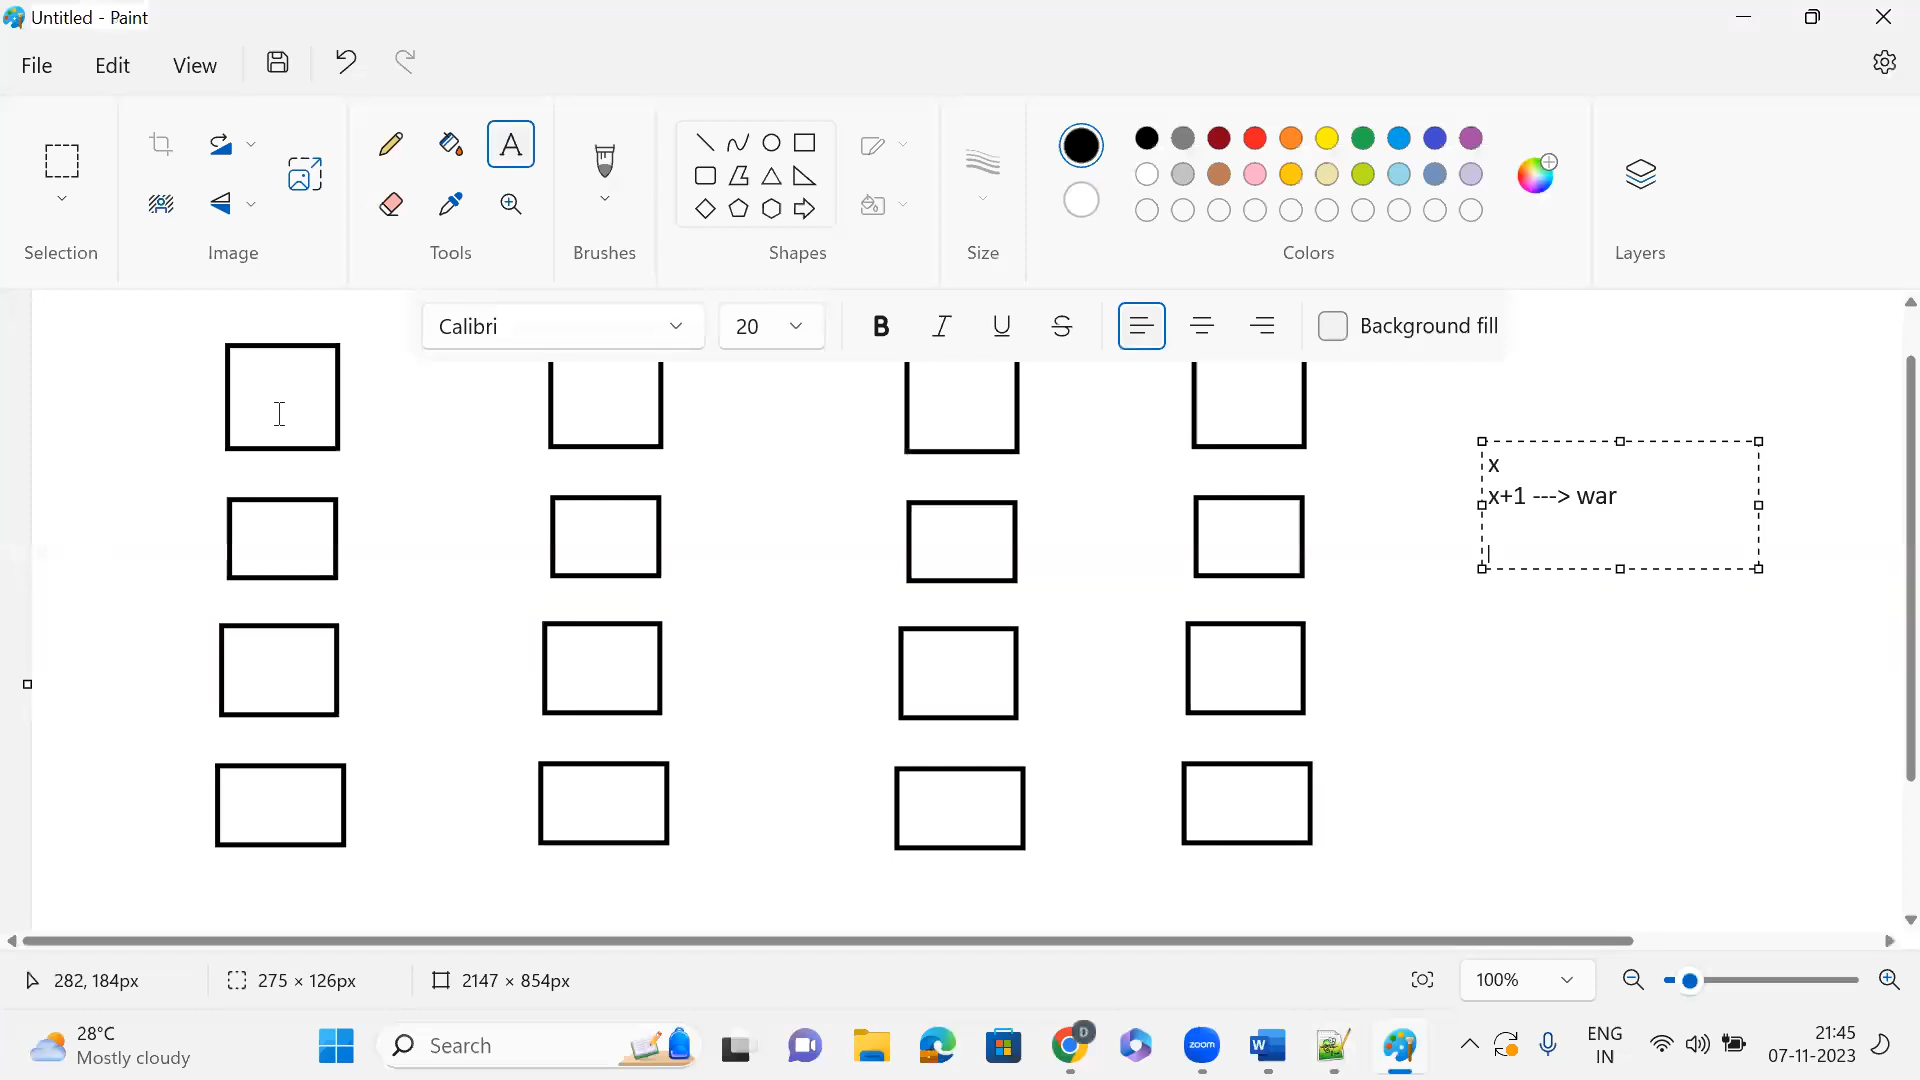 Untitled - Paint
File Edit View
Selection Image Tools Brushes Shapes Size Colors Layers
Calibri 20 B I U S Background fill
x
x+1 ---> war
282, 184px 275 × 126px 2147 × 854px 100%
28°C
Mostly cloudy
Search
D
zoom
W
ENG
IN
21:45
07-11-2023